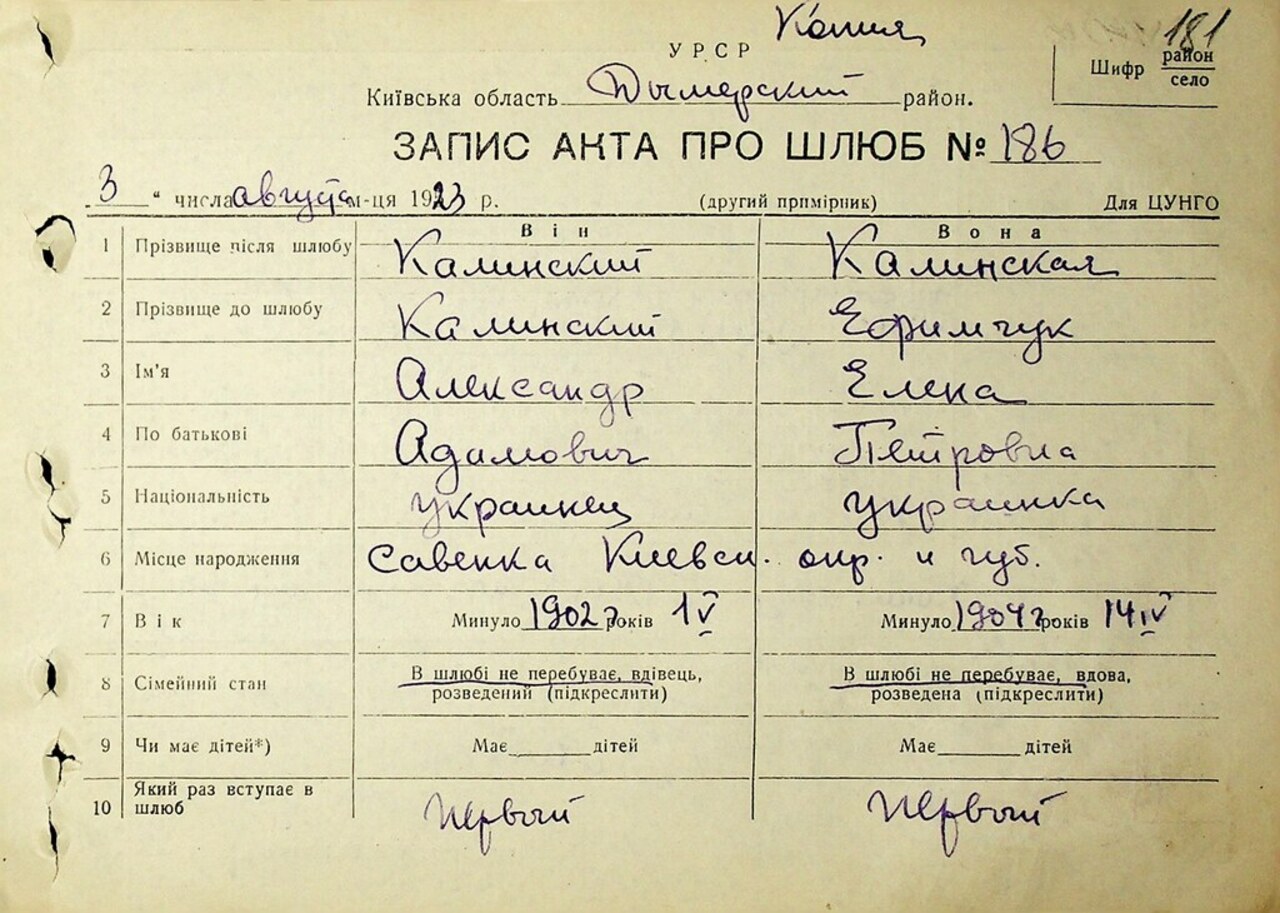 Копия
181
УРСР
Шифр район
село
Київська область Дымерский район.
ЗАПИС АКТА ПРО ШЛЮБ № 186
3 " числа августа м-ця 1923 р. (другий примірник) Для ЦУНГО
Він Вона
1 Прізвище після шлюбу Калинский Калинская
2 Прізвище до шлюбу Калинский Ефимчук
3 Ім'я Александр Елена
4 По батькові Адамович Петровна
5 Національність украинец украинка
6 Місце народження Савенка Киевск. окр. и губ.
7 Вік Минуло 1902 г років 1 V Минуло 1904 г років 14 IV
8 Сімейний стан В шлюбі не перебуває, вдівець, В шлюбі не перебуває, вдова,
розведений (підкреслити) розведена (підкреслити)
9 Чи має дітей*) Має дітей Має дітей
10 Який раз вступає в
шлюб первый первый